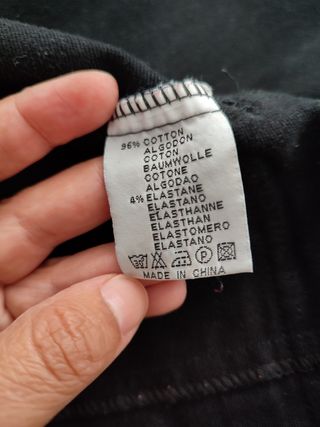 96% COTTON
ALGODON
COTON
BAUMWOLLE
COTONE
ALGODAO
4% ELASTANE
ELASTANO
ELASTHANNE
ELASTHAN
ELASTOMERO
ELASTANO
P
MADE IN CHINA